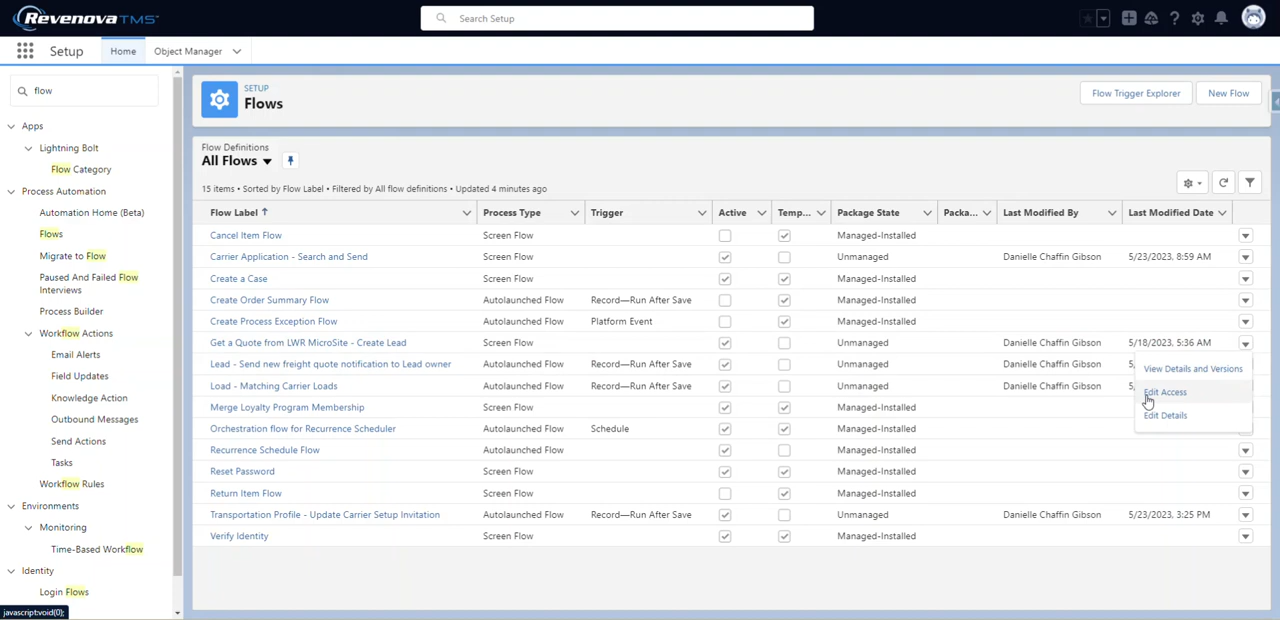 Revenova TMS
Search Setup
Setup Home Object Manager
flow
Apps
Lightning Bolt
Flow Category
Process Automation
Automation Home (Beta)
Flows
Migrate to Flow
Paused And Failed Flow
Interviews
Process Builder
Workflow Actions
Email Alerts
Field Updates
Knowledge Action
Outbound Messages
Send Actions
Tasks
Workflow Rules
Environments
Monitoring
Time-Based Workflow
Identity
Login Flows
javascript:void(0);
SETUP
Flows
Flow Trigger Explorer New Flow
Flow Definitions
All Flows
15 items • Sorted by Flow Label • Filtered by All flow definitions • Updated 4 minutes ago
Flow Label Process Type Trigger Active Temp... Package State Packa... Last Modified By Last Modified Date
Cancel Item Flow Screen Flow Managed-Installed
Carrier Application - Search and Send Screen Flow Unmanaged Danielle Chaffin Gibson 5/23/2023, 8:59 AM
Create a Case Screen Flow Managed-Installed
Create Order Summary Flow Autolaunched Flow Record—Run After Save Managed-Installed
Create Process Exception Flow Autolaunched Flow Platform Event Managed-Installed
Get a Quote from LWR MicroSite - Create Lead Screen Flow Unmanaged Danielle Chaffin Gibson 5/18/2023, 5:36 AM
Lead - Send new freight quote notification to Lead owner Autolaunched Flow Record—Run After Save Unmanaged Danielle Chaffin Gibson 5,
Load - Matching Carrier Loads Autolaunched Flow Record—Run After Save Unmanaged Danielle Chaffin Gibson 5,
Merge Loyalty Program Membership Screen Flow Managed-Installed
Orchestration flow for Recurrence Scheduler Autolaunched Flow Schedule Managed-Installed
Recurrence Schedule Flow Autolaunched Flow Managed-Installed
Reset Password Screen Flow Managed-Installed
Return Item Flow Screen Flow Managed-Installed
Transportation Profile - Update Carrier Setup Invitation Autolaunched Flow Record—Run After Save Unmanaged Danielle Chaffin Gibson 5/23/2023, 3:25 PM
Verify Identity Screen Flow Managed-Installed
View Details and Versions
Edit Access
Edit Details